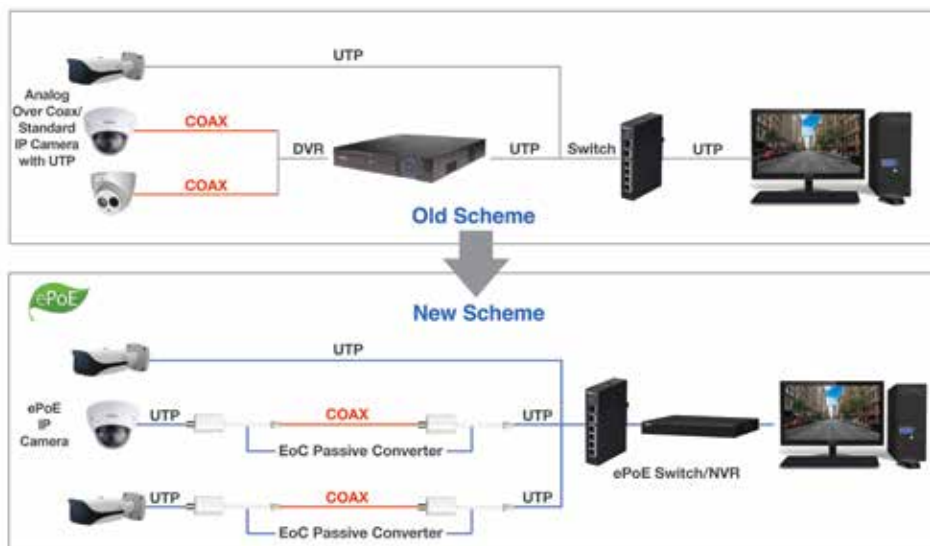 UTP
Analog
Over Coax/
Standard
IP Camera
with UTP
COAX
DVR
UTP
Switch
UTP
COAX
Old Scheme
ePoE
New Scheme
UTP
ePoE
IP
Camera
UTP
COAX
UTP
EoC Passive Converter
ePoE Switch/NVR
UTP
COAX
UTP
EoC Passive Converter